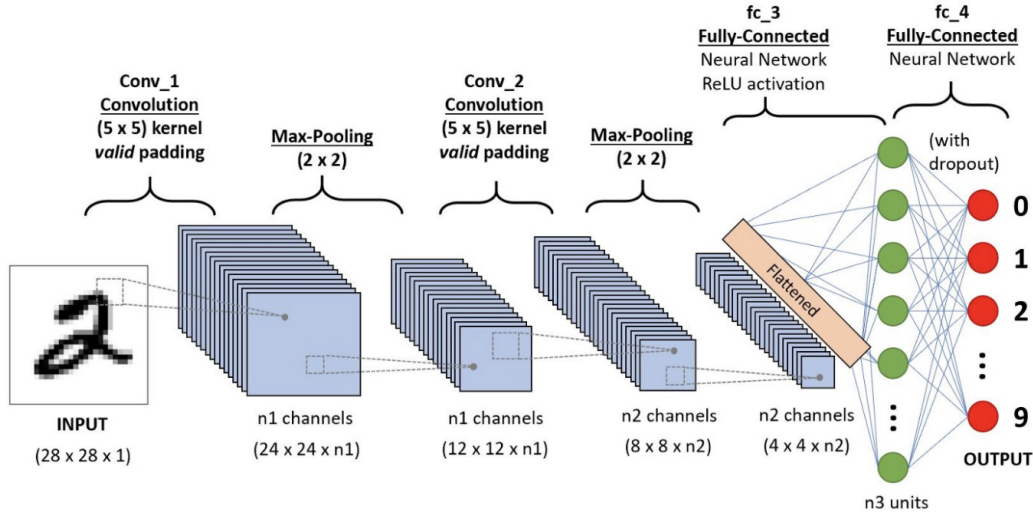 fc_3
Fully-Connected
Neural Network
ReLU activation
fc_4
Fully-Connected
Neural Network
Conv_1
Convolution
(5 x 5) kernel
valid padding
Max-Pooling
(2 x 2)
Conv_2
Convolution
(5 x 5) kernel
valid padding
Max-Pooling
(2 x 2)
(with
dropout)
Flattened
0
1
2
9
INPUT
(28 x 28 x 1)
n1 channels
(24 x 24 x n1)
n1 channels
(12 x 12 x n1)
n2 channels
(8 x 8 x n2)
n2 channels
(4 x 4 x n2)
OUTPUT
n3 units
2